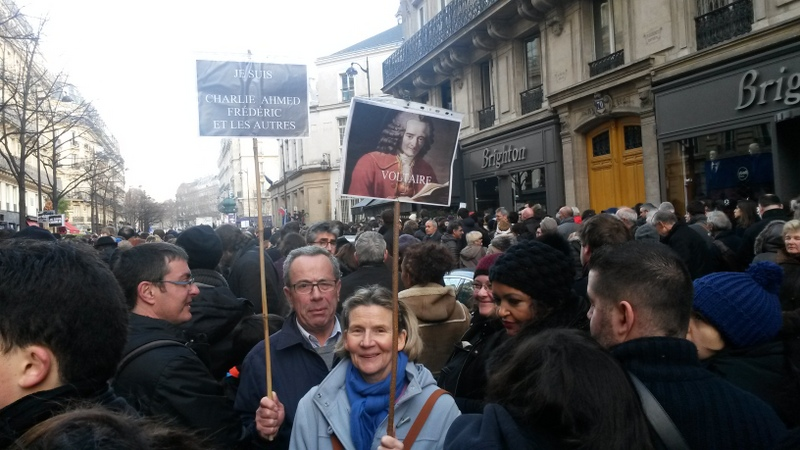 JE SUIS
CHARLIE AHMED
FRÉDÉRIC
ET LES AUTRES
VOLTAIRE
Brighton
Brig